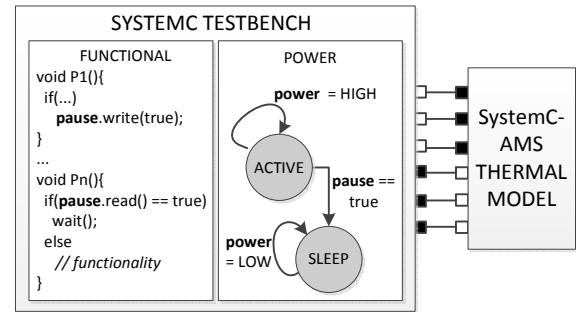 SYSTEMC TESTBENCH
FUNCTIONAL
void P1(){
if(...)
pause.write(true);
}
...
void Pn(){
if(pause.read() == true)
wait();
else
// functionality
}
POWER
power = HIGH
ACTIVE
pause ==
true
power
= LOW
SLEEP
SystemC-
AMS
THERMAL
MODEL